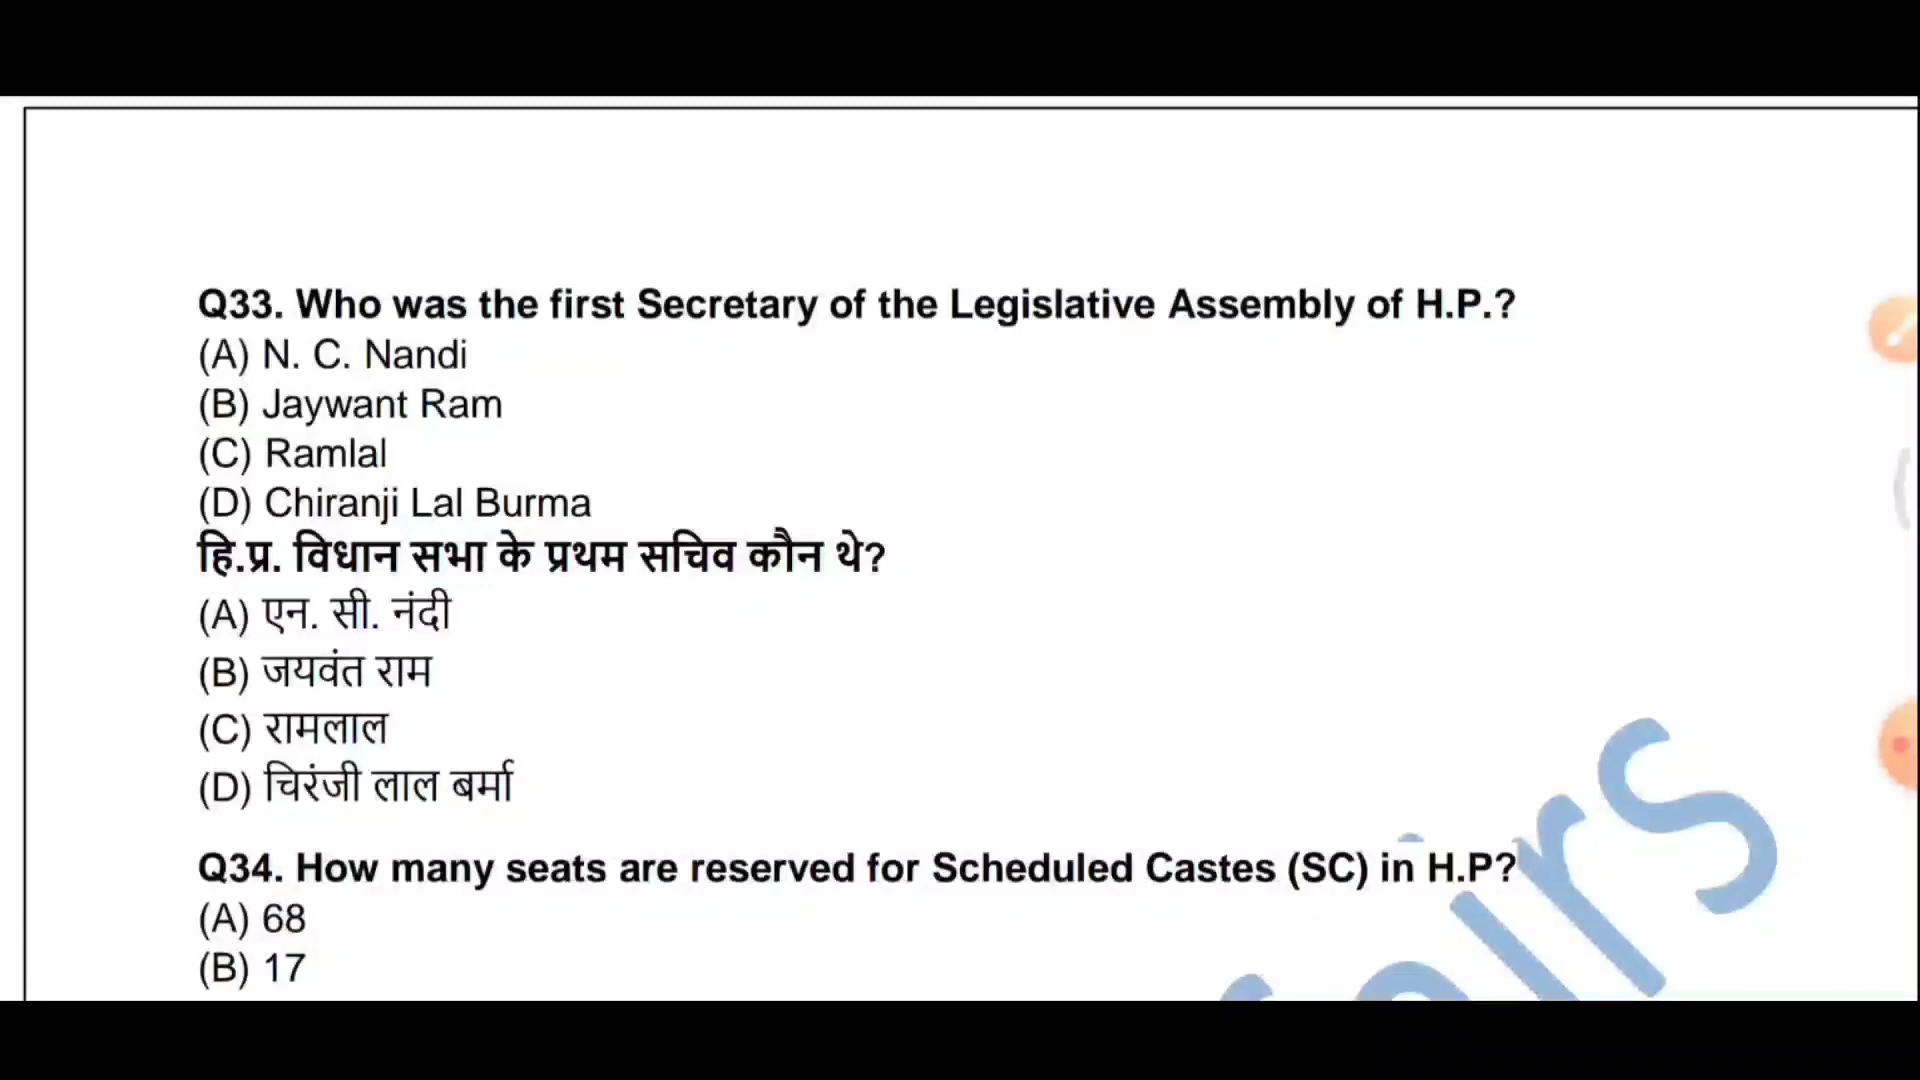 Q33. Who was the first Secretary of the Legislative Assembly of H.P.?
(A) N. C. Nandi
(B) Jaywant Ram
(C) Ramlal
(D) Chiranji Lal Burma
हि.प्र. विधान सभा के प्रथम सचिव कौन थे?
(A) एन. सी. नंदी
(B) जयवंत राम
(C) रामलाल
(D) चिरंजी लाल बर्मा
Q34. How many seats are reserved for Scheduled Castes (SC) in H.P?
(A) 68
(B) 17